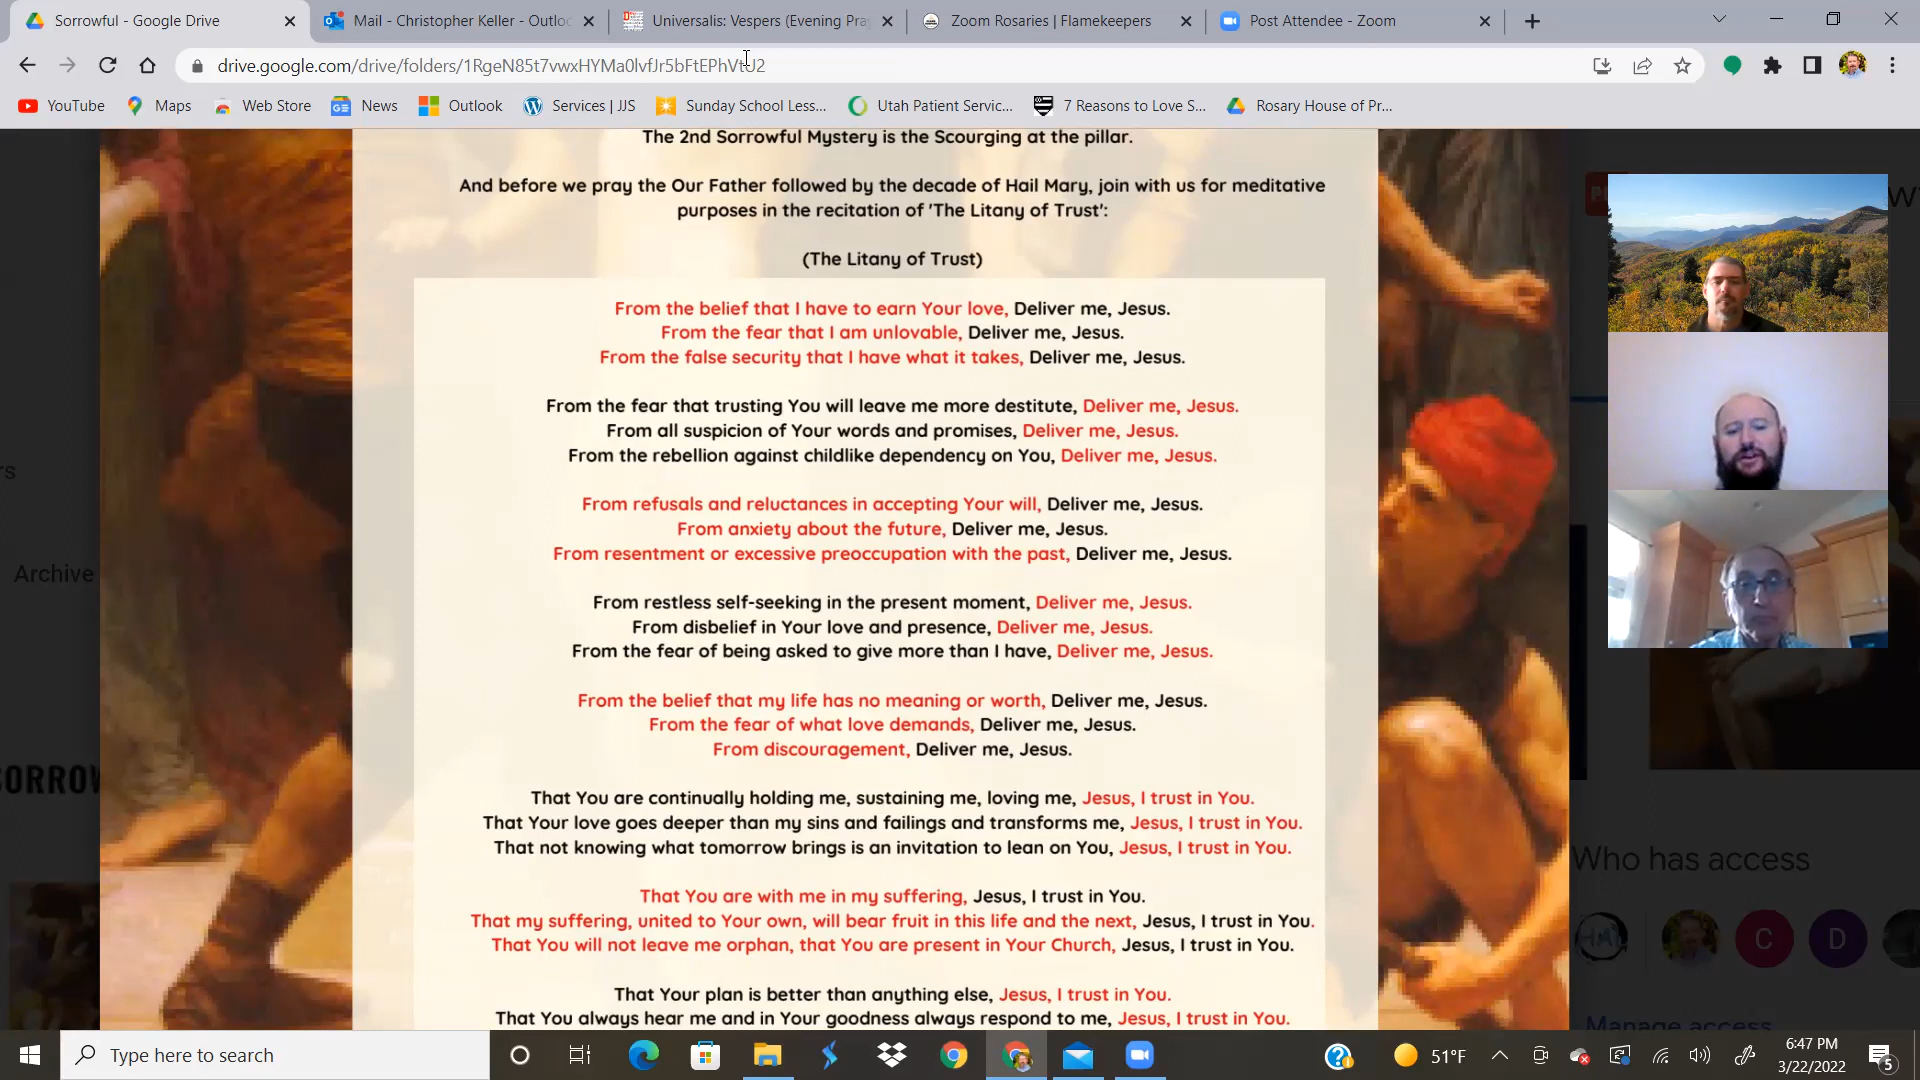 Sorrowful - Google Drive
Mail - Christopher Keller - Outlo
Universalis: Vespers (Evening Pra
Zoom Rosaries | Flamekeepers
Post Attendee - Zoom
drive.google.com/drive/folders/1RgeN85t7vwxHYMa0lvfJr5bFtEPhVtU2
YouTube
Maps
Web Store
News
Outlook
Services | JJS
Sunday School Less...
Utah Patient Servic...
7 Reasons to Love S...
Rosary House of Pr...
The 2nd Sorrowful Mystery is the Scourging at the pillar.
And before we pray the Our Father followed by the decade of Hail Mary, join with us for meditative
purposes in the recitation of 'The Litany of Trust':
(The Litany of Trust)
From the belief that I have to earn Your love, Deliver me, Jesus.
From the fear that I am unlovable, Deliver me, Jesus.
From the false security that I have what it takes, Deliver me, Jesus.
From the fear that trusting You will leave me more destitute, Deliver me, Jesus.
From all suspicion of Your words and promises, Deliver me, Jesus.
From the rebellion against childlike dependency on You, Deliver me, Jesus.
From refusals and reluctances in accepting Your will, Deliver me, Jesus.
From anxiety about the future, Deliver me, Jesus.
From resentment or excessive preoccupation with the past, Deliver me, Jesus.
Archive
From restless self-seeking in the present moment, Deliver me, Jesus.
From disbelief in Your love and presence, Deliver me, Jesus.
From the fear of being asked to give more than I have, Deliver me, Jesus.
From the belief that my life has no meaning or worth, Deliver me, Jesus.
From the fear of what love demands, Deliver me, Jesus.
From discouragement, Deliver me, Jesus.
SORROW
That You are continually holding me, sustaining me, loving me, Jesus, I trust in You.
That Your love goes deeper than my sins and failings and transforms me, Jesus, I trust in You.
That not knowing what tomorrow brings is an invitation to lean on You, Jesus, I trust in You.
Who has access
That You are with me in my suffering, Jesus, I trust in You.
That my suffering, united to Your own, will bear fruit in this life and the next, Jesus, I trust in You.
That You will not leave me orphan, that You are present in Your Church, Jesus, I trust in You.
C
D
That Your plan is better than anything else, Jesus, I trust in You.
That You always hear me and in Your goodness always respond to me, Jesus, I trust in You.
Manage access
Type here to search
51°F
6:47 PM
3/22/2022
5